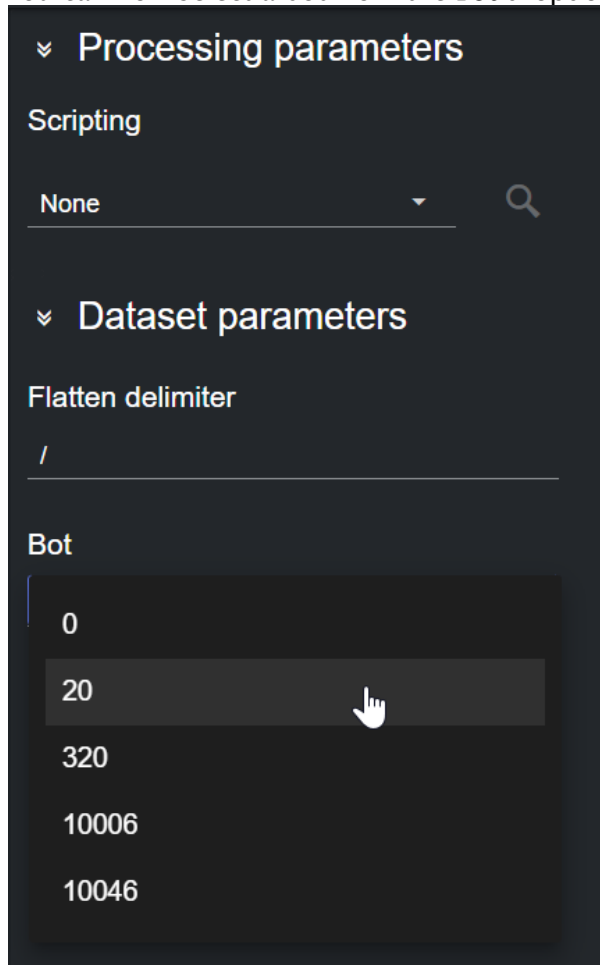 Processing parameters
Scripting
None
Dataset parameters
Flatten delimiter
/
Bot
0
20
320
10006
10046